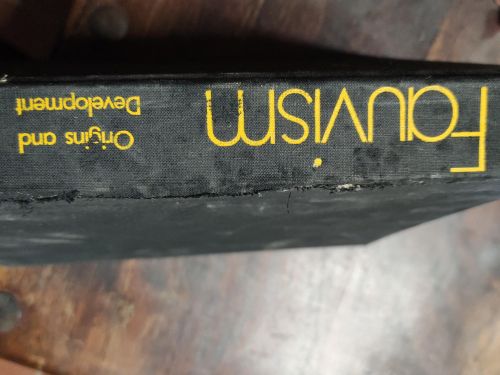 Fauvism
Origins and
Development